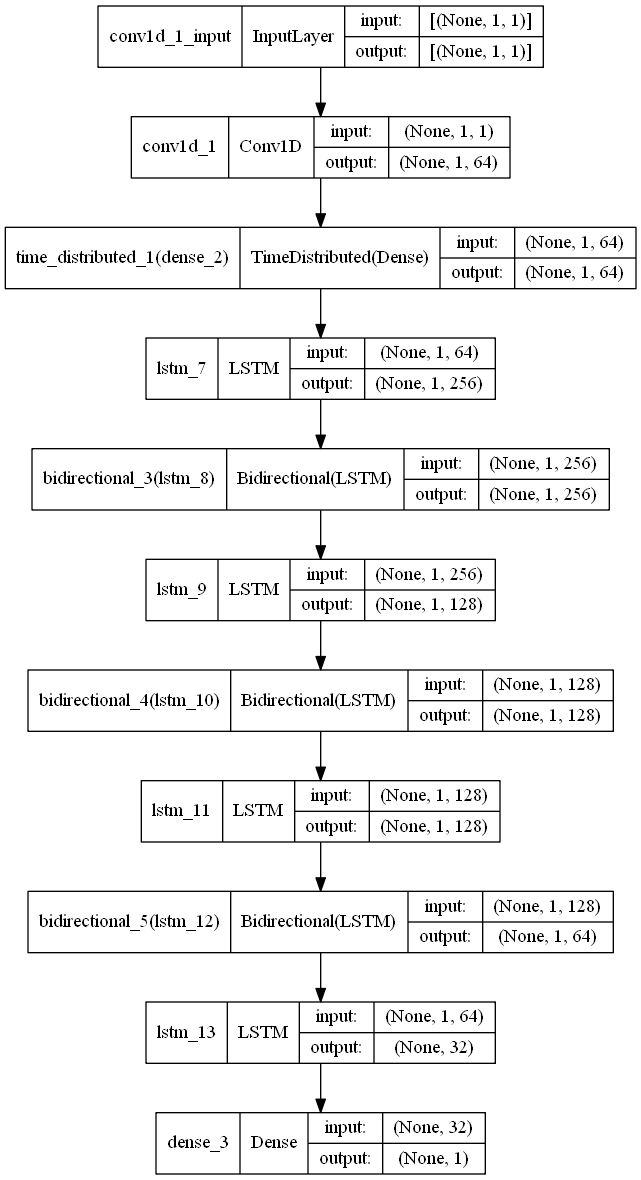 conv1d_1_input InputLayer input: [(None, 1, 1)]
output: [(None, 1, 1)]
conv1d_1 Conv1D input: (None, 1, 1)
output: (None, 1, 64)
time_distributed_1(dense_2) TimeDistributed(Dense) input: (None, 1, 64)
output: (None, 1, 64)
lstm_7 LSTM input: (None, 1, 64)
output: (None, 1, 256)
bidirectional_3(lstm_8) Bidirectional(LSTM) input: (None, 1, 256)
output: (None, 1, 256)
lstm_9 LSTM input: (None, 1, 256)
output: (None, 1, 128)
bidirectional_4(lstm_10) Bidirectional(LSTM) input: (None, 1, 128)
output: (None, 1, 128)
lstm_11 LSTM input: (None, 1, 128)
output: (None, 1, 128)
bidirectional_5(lstm_12) Bidirectional(LSTM) input: (None, 1, 128)
output: (None, 1, 64)
lstm_13 LSTM input: (None, 1, 64)
output: (None, 32)
dense_3 Dense input: (None, 32)
output: (None, 1)